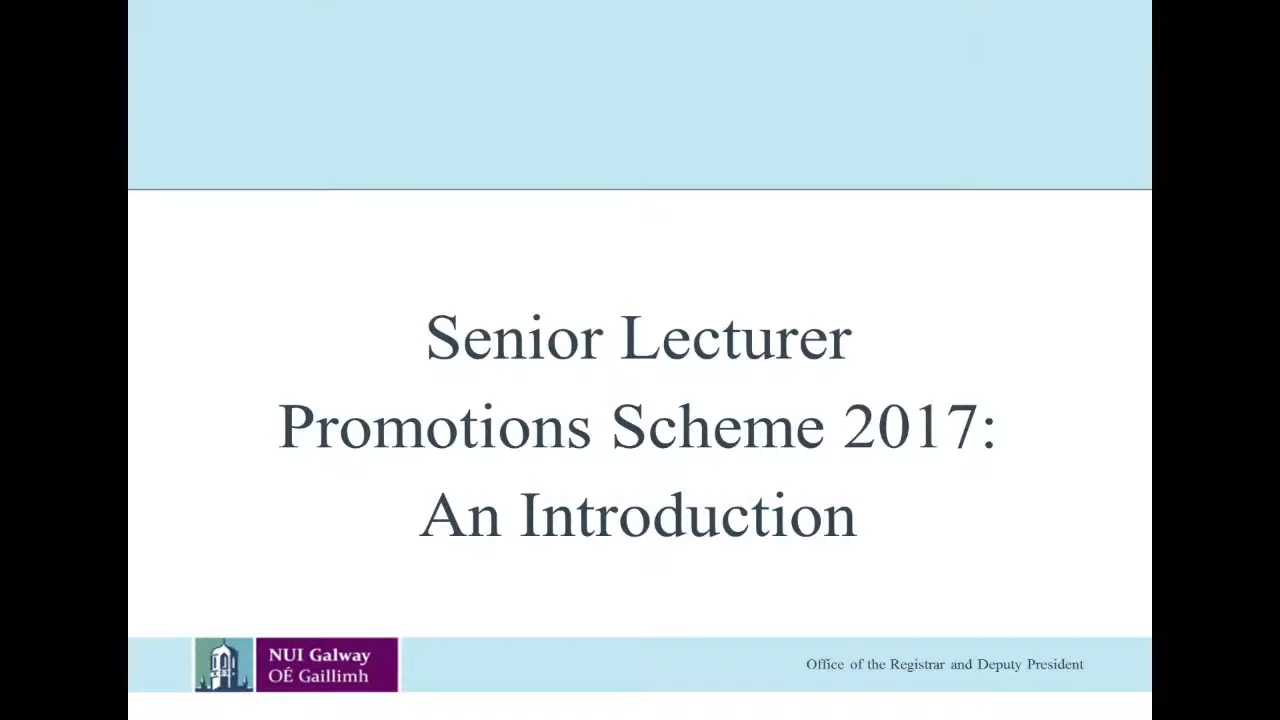 Senior Lecturer
Promotions Scheme 2017:
An Introduction
NUI Galway
OÉ Gaillimh
Office of the Registrar and Deputy President